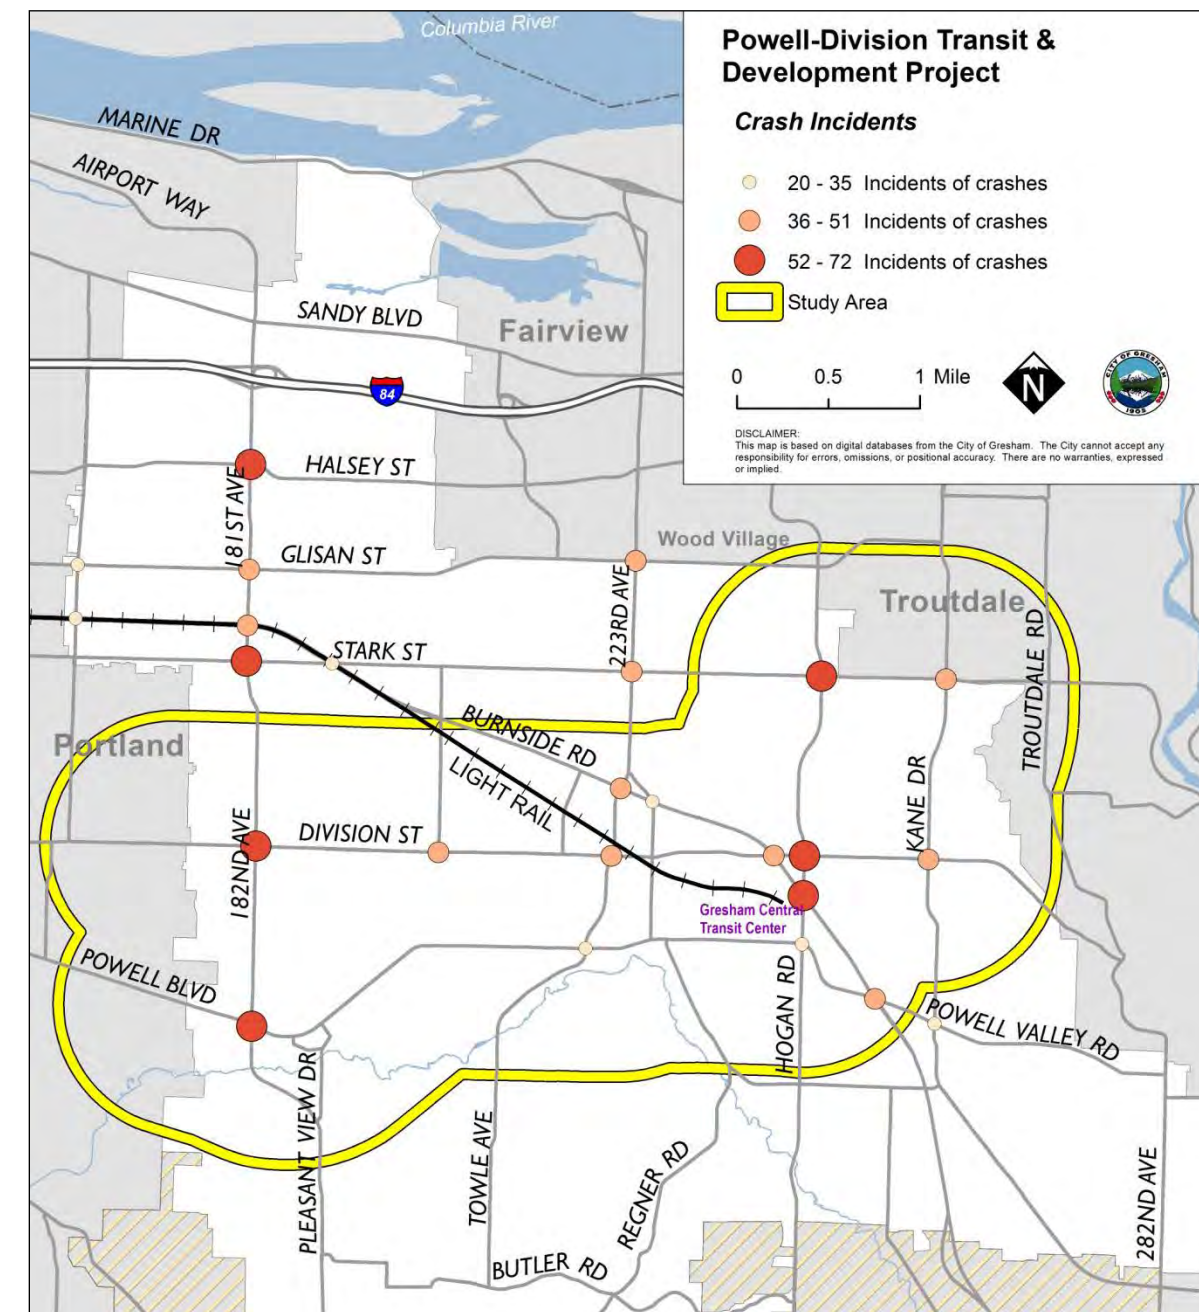 Columbia River
Powell-Division Transit &
Development Project
Crash Incidents
20 - 35 Incidents of crashes
36 - 51 Incidents of crashes
52 - 72 Incidents of crashes
Study Area
0 0.5 1 Mile
N
CITY OF GRESHAM
1905
DISCLAIMER:
This map is based on digital databases from the City of Gresham. The City cannot accept any
responsibility for errors, omissions, or positional accuracy. There are no warranties, expressed
or implied.
MARINE DR
AIRPORT WAY
SANDY BLVD
Fairview
84
HALSEY ST
181ST AVE
GLISAN ST
Wood Village
223RD AVE
Troutdale
TROUTDALE RD
STARK ST
BURNSIDE RD
Portland
LIGHT RAIL
KANE DR
182ND AVE
DIVISION ST
Gresham Central
Transit Center
POWELL BLVD
HOGAN RD
POWELL VALLEY RD
PLEASANT VIEW DR
TOWLE AVE
REGNER RD
282ND AVE
BUTLER RD